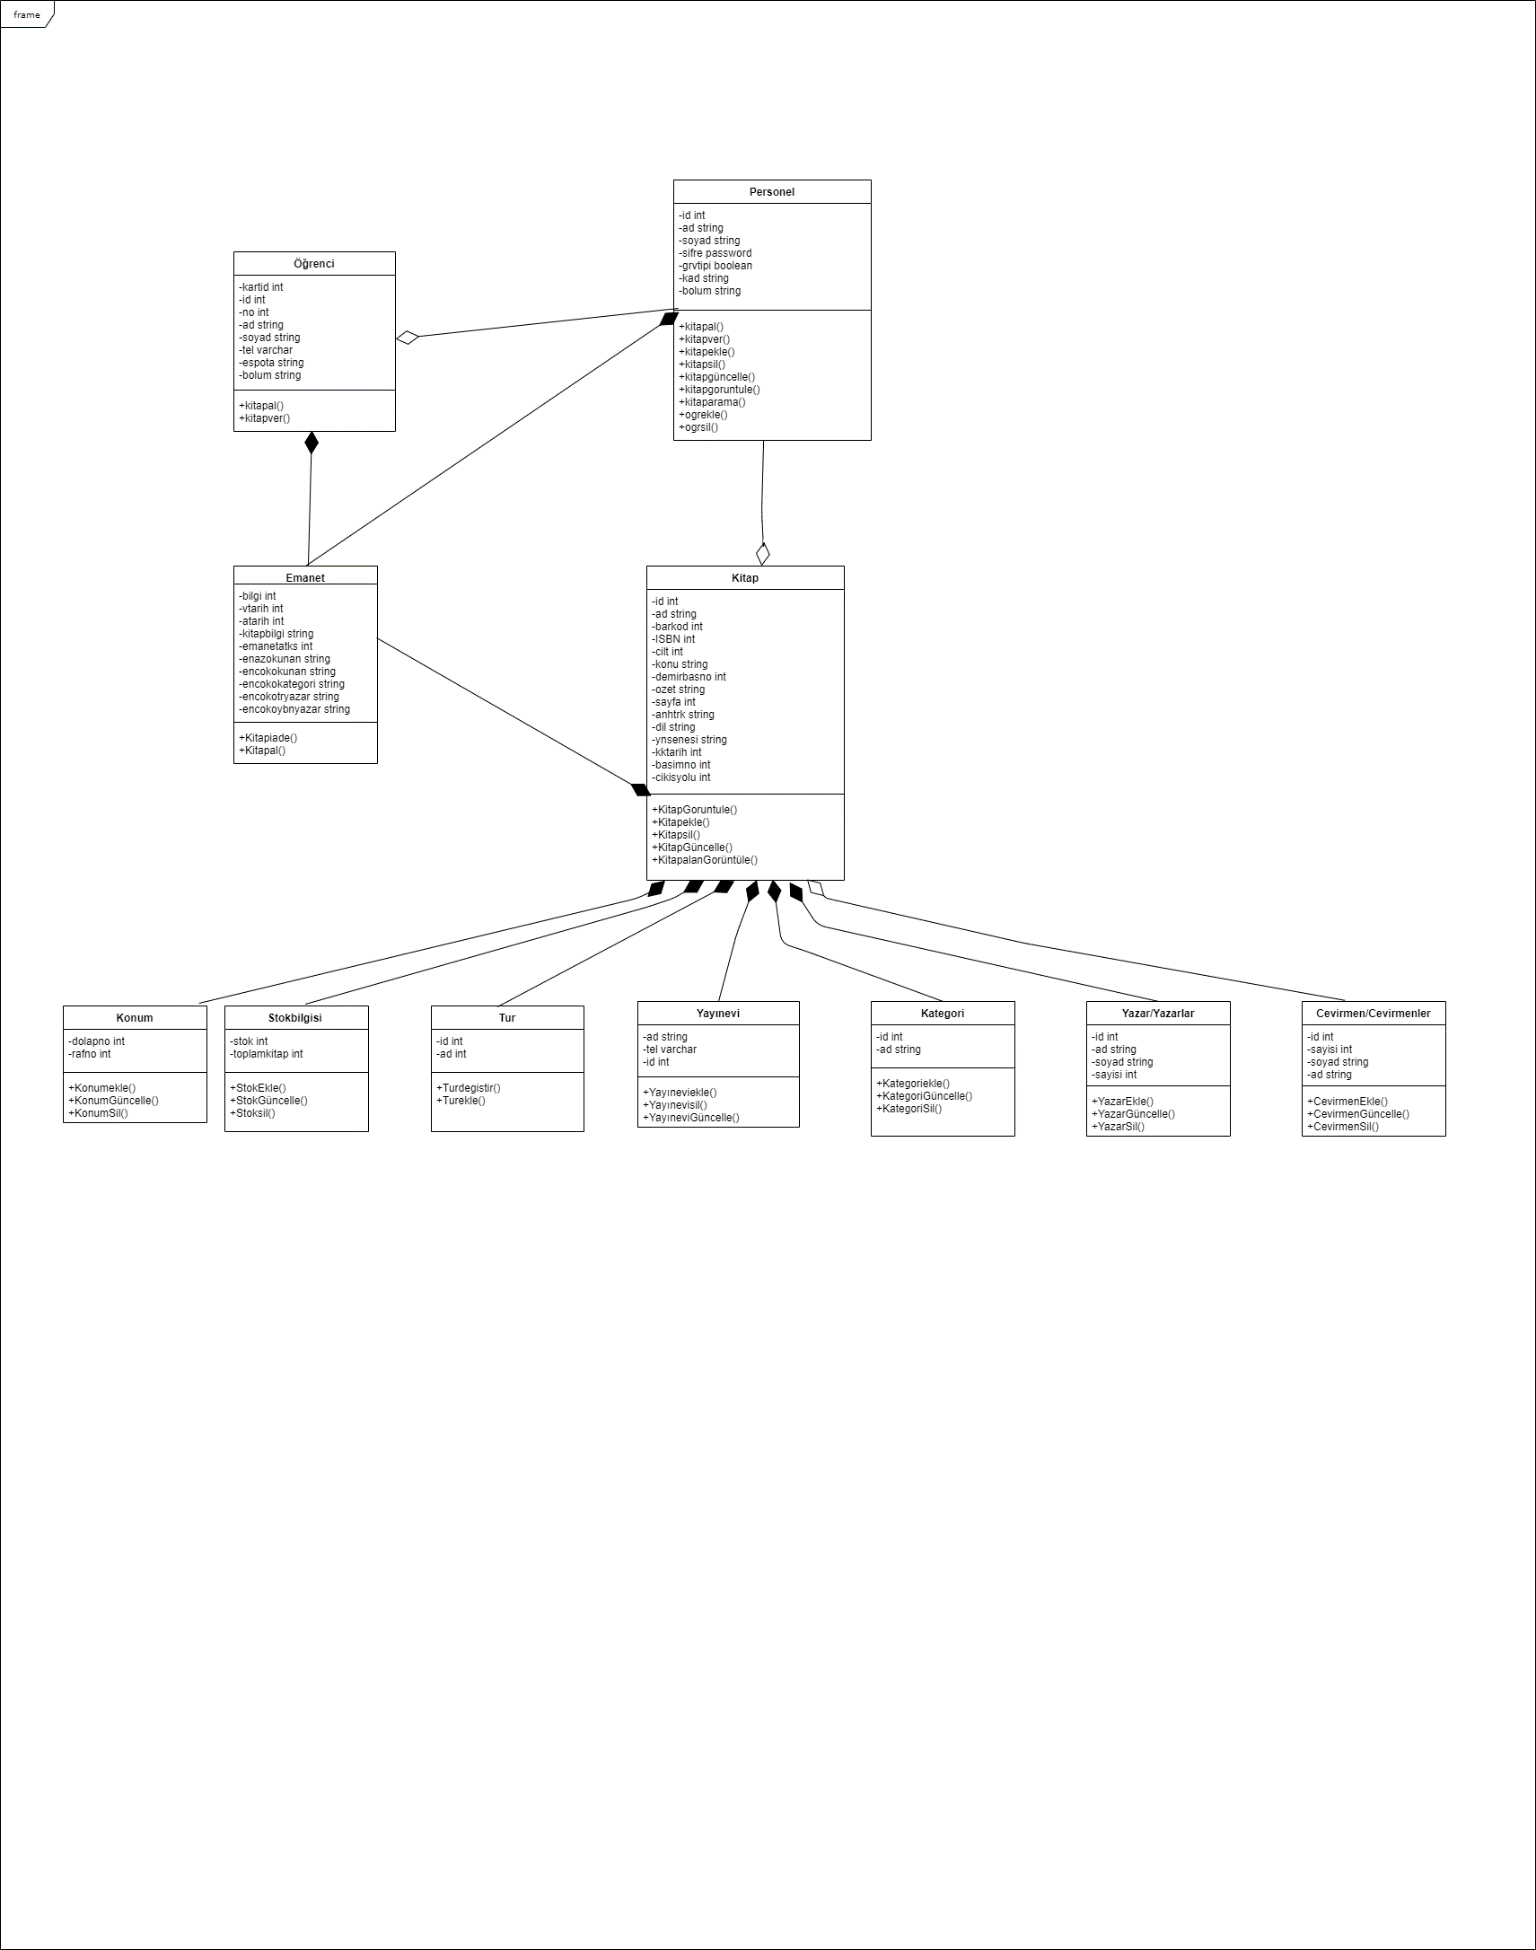 frame
Personel
-id int
-ad string
-soyad string
-sifre password
-grvtipi boolean
-kad string
-bolum string
+kitapal()
+kitapver()
+kitapekle()
+kitapsil()
+kitapgüncelle()
+kitapgoruntule()
+kitaparama()
+ogrekle()
+ogrsil()
Öğrenci
-kartid int
-id int
-no int
-ad string
-soyad string
-tel varchar
-espota string
-bolum string
+kitapal()
+kitapver()
Emanet
-bilgi int
-vtarih int
-atarih int
-kitapbilgi string
-emanetatks int
-enazokunan string
-encokokunan string
-encokokategori string
-encokotryazar string
-encokoybnyazar string
+Kitapiade()
+Kitapal()
Kitap
-id int
-ad string
-barkod int
-ISBN int
-cilt int
-konu string
-demirbasno int
-ozet string
-sayfa int
-anhtrk string
-dil string
-ynsenesi string
-kktarih int
-basimno int
-cikisyolu int
+KitapGoruntule()
+Kitapekle()
+Kitapsil()
+KitapGüncelle()
+KitapalanGorüntüle()
Konum
-dolapno int
-rafno int
+Konumekle()
+KonumGüncelle()
+KonumSil()
Stokbilgisi
-stok int
-toplamkitap int
+StokEkle()
+StokGüncelle()
+Stoksil()
Tur
-id int
-ad int
+Turdegistir()
+Turekle()
Yayınevi
-ad string
-tel varchar
-id int
+Yayıneviekle()
+Yayınevisil()
+YayıneviGüncelle()
Kategori
-id int
-ad string
+Kategoriekle()
+KategoriGüncelle()
+KategoriSil()
Yazar/Yazarlar
-id int
-ad string
-soyad string
-sayisi int
+YazarEkle()
+YazarGüncelle()
+YazarSil()
Cevirmen/Cevirmenler
-id int
-sayisi int
-soyad string
-ad string
+CevirmenEkle()
+CevirmenGüncelle()
+CevirmenSil()